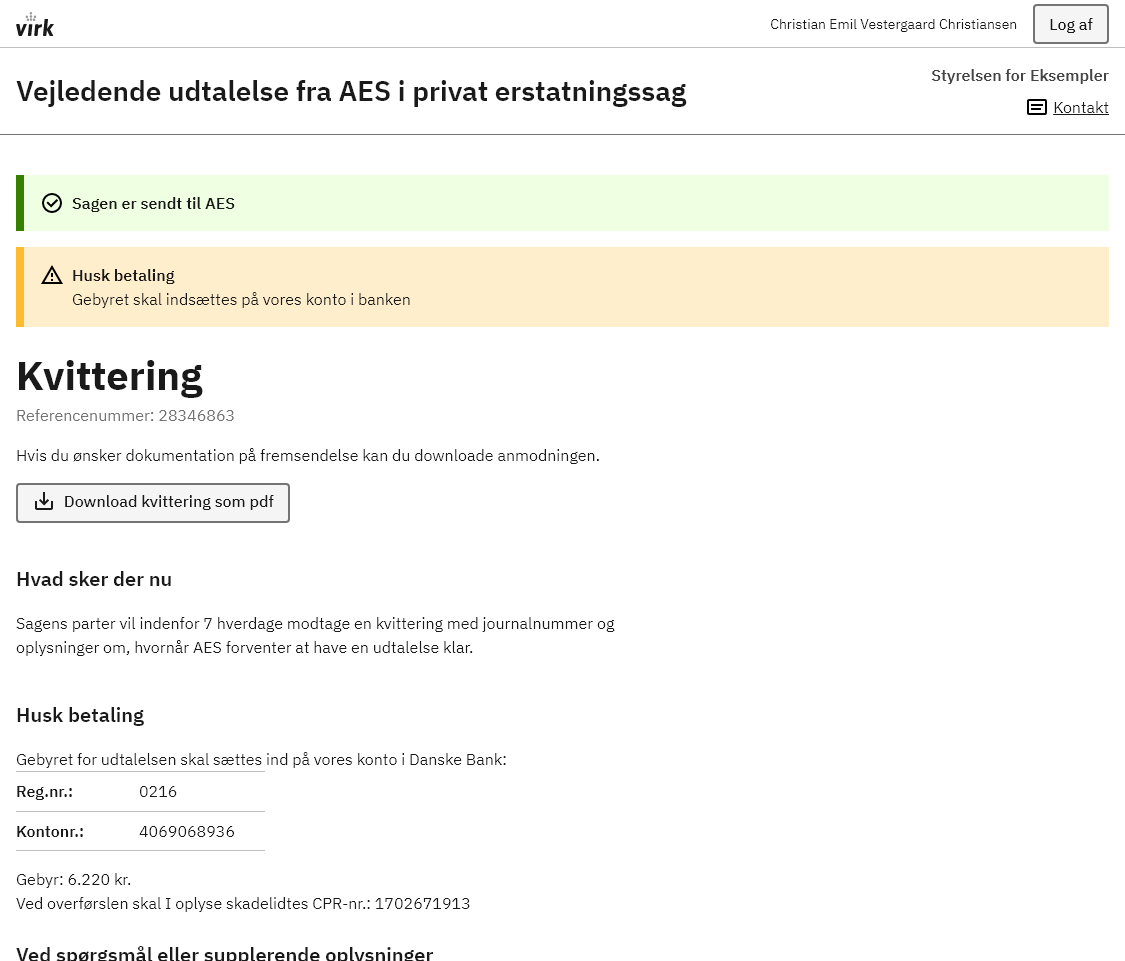 virk
Christian Emil Vestergaard Christiansen
Log af
Vejledende udtalelse fra AES i privat erstatningssag
Styrelsen for Eksempler
Kontakt
Sagen er sendt til AES
Husk betaling
Gebyret skal indsættes på vores konto i banken
Kvittering
Referencenummer: 28346863
Hvis du ønsker dokumentation på fremsendelse kan du downloade anmodningen.
Download kvittering som pdf
Hvad sker der nu
Sagens parter vil indenfor 7 hverdage modtage en kvittering med journalnummer og
oplysninger om, hvornår AES forventer at have en udtalelse klar.
Husk betaling
Gebyret for udtalelsen skal sættes ind på vores konto i Danske Bank:
Reg.nr.: 0216
Kontonr.: 4069068936
Gebyr: 6.220 kr.
Ved overførslen skal I oplyse skadelidtes CPR-nr.: 1702671913
Ved spørgsmål eller supplerende oplysninger